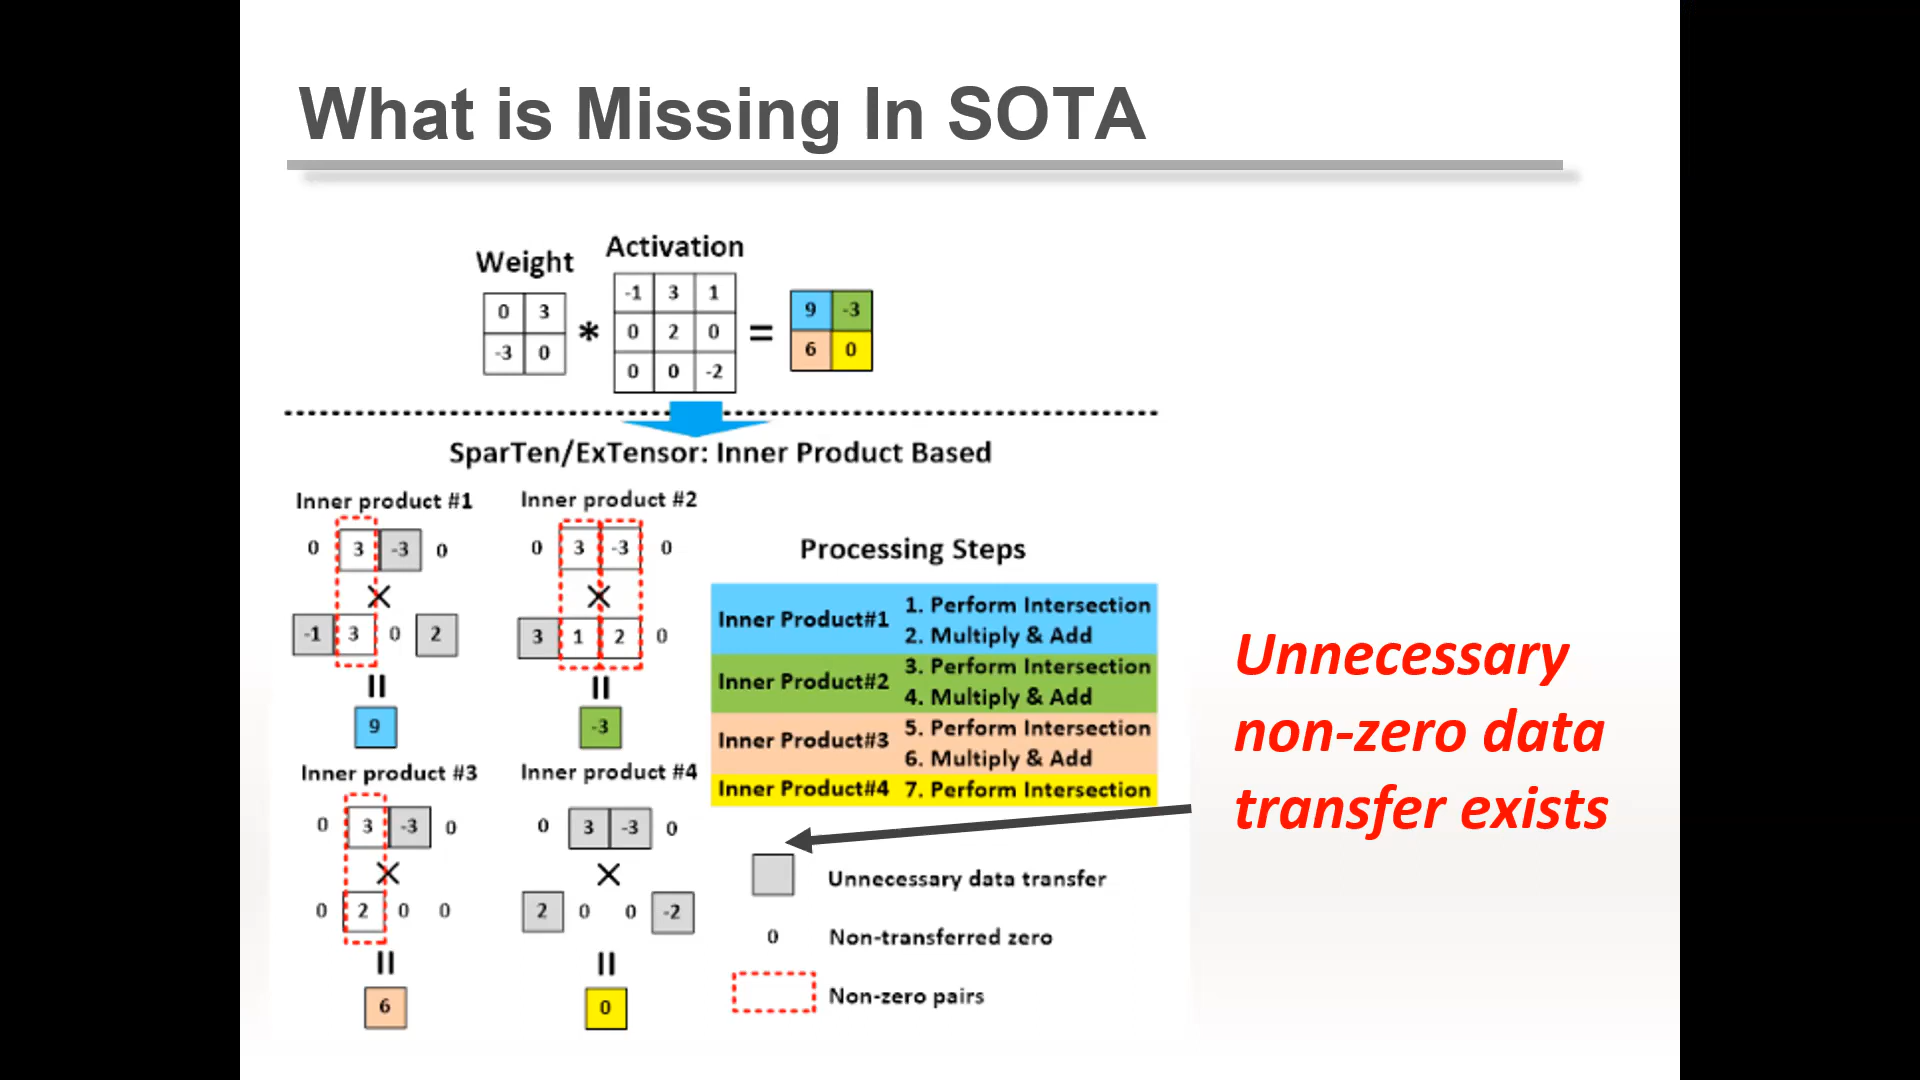 What is Missing In SOTA
Weight
Activation
0 3
-3 0
*
-1 3 1
0 2 0
0 0 -2
=
9 -3
6 0
SparTen/ExTensor: Inner Product Based
Inner product #1
0 3 -3 0
×
-1 3 0 2
=
9
Inner product #2
0 3 -3 0
×
3 1 2 0
=
-3
Inner product #3
0 3 -3 0
×
0 2 0 0
=
6
Inner product #4
0 3 -3 0
×
2 0 0 -2
=
0
Processing Steps
Inner Product#1
1. Perform Intersection
2. Multiply & Add
Inner Product#2
3. Perform Intersection
4. Multiply & Add
Inner Product#3
5. Perform Intersection
6. Multiply & Add
Inner Product#4
7. Perform Intersection
Unnecessary data transfer
0 Non-transferred zero
Non-zero pairs
Unnecessary
non-zero data
transfer exists